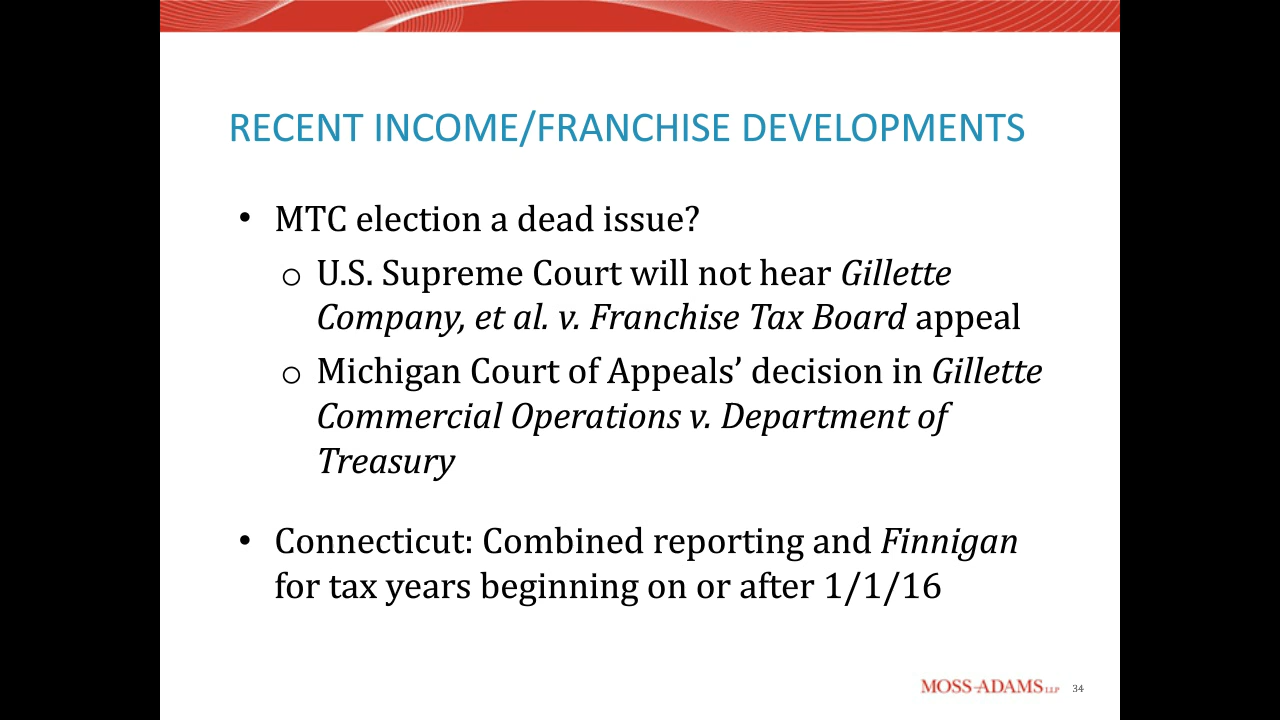 RECENT INCOME/FRANCHISE DEVELOPMENTS
• MTC election a dead issue?
o U.S. Supreme Court will not hear Gillette
Company, et al. v. Franchise Tax Board appeal
o Michigan Court of Appeals’ decision in Gillette
Commercial Operations v. Department of
Treasury
• Connecticut: Combined reporting and Finnigan
for tax years beginning on or after 1/1/16
MOSS-ADAMS LLP 34